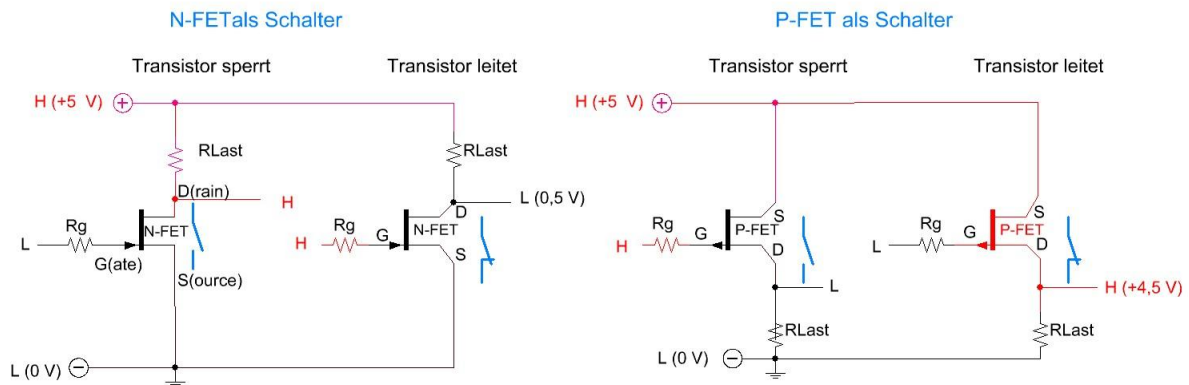 N-FETals Schalter
P-FET als Schalter
Transistor sperrt
Transistor leitet
Transistor sperrt
Transistor leitet
H (+5 V)
RLast
RLast
D(rain)
H
Rg
N-FET
L
G(ate)
S(ource)
L (0 V)
L (0,5 V)
D
Rg
N-FET
H
G
S
H (+5 V)
S
Rg
G
P-FET
H
D
L
RLast
L (0 V)
S
Rg
G
P-FET
L
D
H (+4,5 V)
RLast